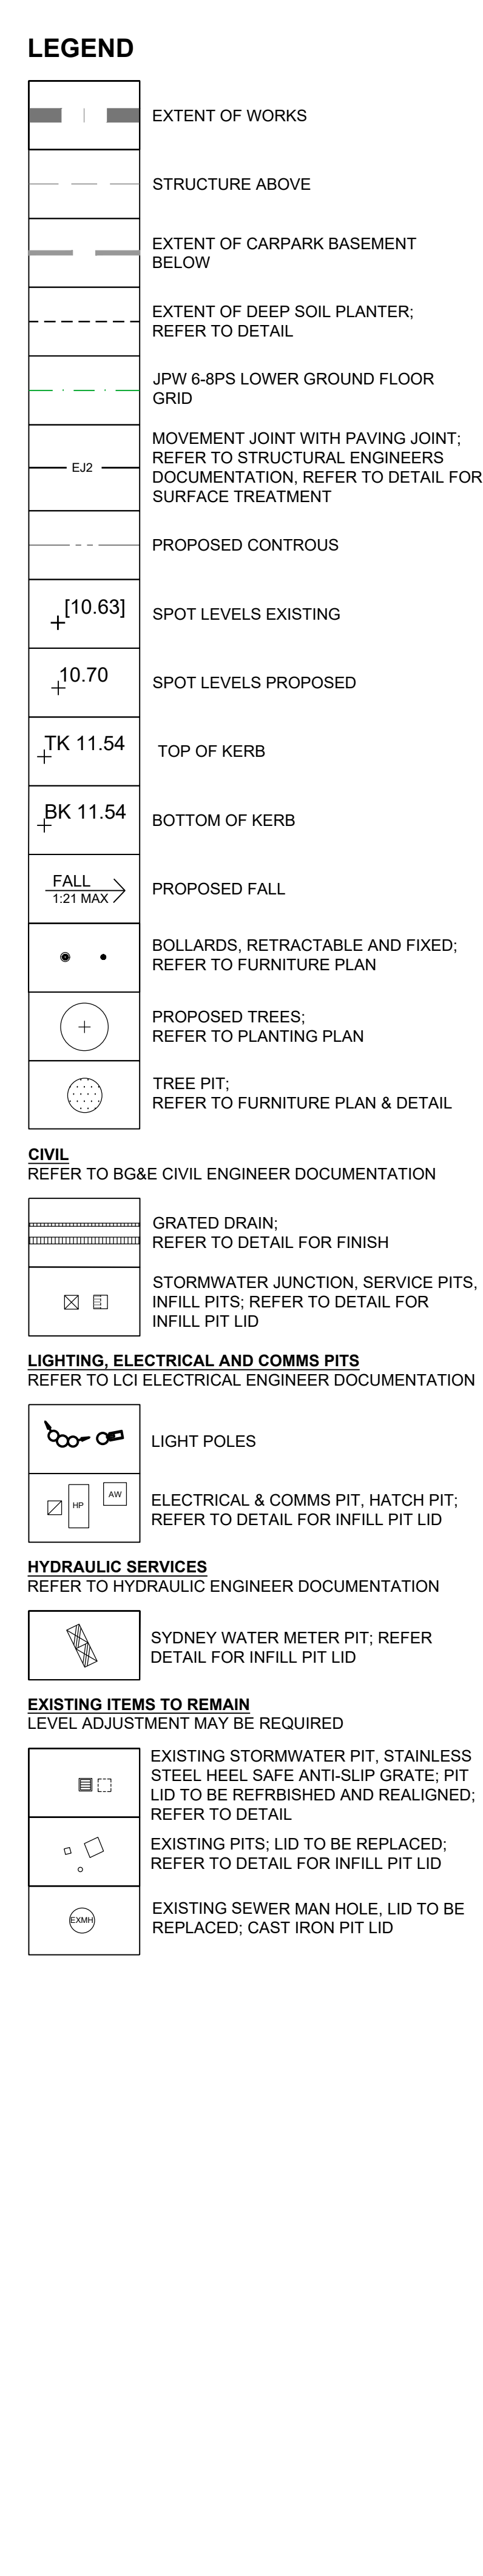 LEGEND
EXTENT OF WORKS
STRUCTURE ABOVE
EXTENT OF CARPARK BASEMENT
BELOW
EXTENT OF DEEP SOIL PLANTER;
REFER TO DETAIL
JPW 6-8PS LOWER GROUND FLOOR
GRID
EJ2
MOVEMENT JOINT WITH PAVING JOINT;
REFER TO STRUCTURAL ENGINEERS
DOCUMENTATION, REFER TO DETAIL FOR
SURFACE TREATMENT
PROPOSED CONTROUS
[10.63]
SPOT LEVELS EXISTING
10.70
SPOT LEVELS PROPOSED
TK 11.54
TOP OF KERB
BK 11.54
BOTTOM OF KERB
FALL
1:21 MAX
PROPOSED FALL
BOLLARDS, RETRACTABLE AND FIXED;
REFER TO FURNITURE PLAN
PROPOSED TREES;
REFER TO PLANTING PLAN
TREE PIT;
REFER TO FURNITURE PLAN & DETAIL
CIVIL
REFER TO BG&E CIVIL ENGINEER DOCUMENTATION
GRATED DRAIN;
REFER TO DETAIL FOR FINISH
STORMWATER JUNCTION, SERVICE PITS,
INFILL PITS; REFER TO DETAIL FOR
INFILL PIT LID
LIGHTING, ELECTRICAL AND COMMS PITS
REFER TO LCI ELECTRICAL ENGINEER DOCUMENTATION
LIGHT POLES
HP
AW
ELECTRICAL & COMMS PIT, HATCH PIT;
REFER TO DETAIL FOR INFILL PIT LID
HYDRAULIC SERVICES
REFER TO HYDRAULIC ENGINEER DOCUMENTATION
SYDNEY WATER METER PIT; REFER
DETAIL FOR INFILL PIT LID
EXISTING ITEMS TO REMAIN
LEVEL ADJUSTMENT MAY BE REQUIRED
EXISTING STORMWATER PIT, STAINLESS
STEEL HEEL SAFE ANTI-SLIP GRATE; PIT
LID TO BE REFRBISHED AND REALIGNED;
REFER TO DETAIL
EXISTING PITS; LID TO BE REPLACED;
REFER TO DETAIL FOR INFILL PIT LID
EXMH
EXISTING SEWER MAN HOLE, LID TO BE
REPLACED; CAST IRON PIT LID